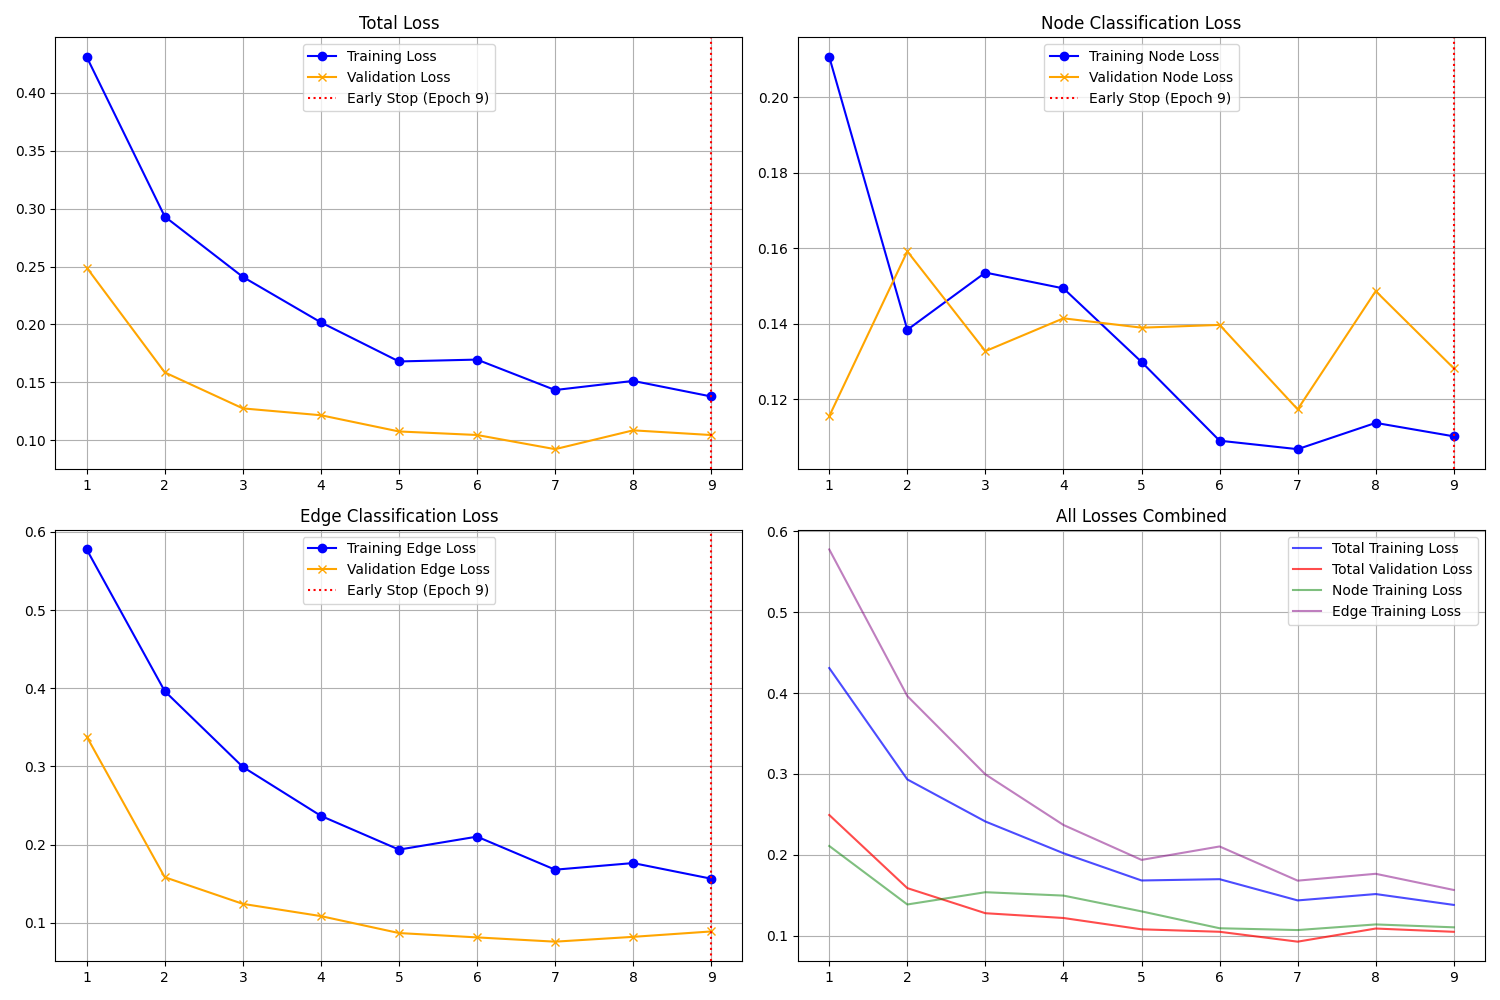 Total Loss
Training Loss
Validation Loss
Early Stop (Epoch 9)
0.40
0.35
0.30
0.25
0.20
0.15
0.10
1 2 3 4 5 6 7 8 9
Node Classification Loss
Training Node Loss
Validation Node Loss
Early Stop (Epoch 9)
0.20
0.18
0.16
0.14
0.12
1 2 3 4 5 6 7 8 9
Edge Classification Loss
Training Edge Loss
Validation Edge Loss
Early Stop (Epoch 9)
0.6
0.5
0.4
0.3
0.2
0.1
1 2 3 4 5 6 7 8 9
All Losses Combined
Total Training Loss
Total Validation Loss
Node Training Loss
Edge Training Loss
0.6
0.5
0.4
0.3
0.2
0.1
1 2 3 4 5 6 7 8 9